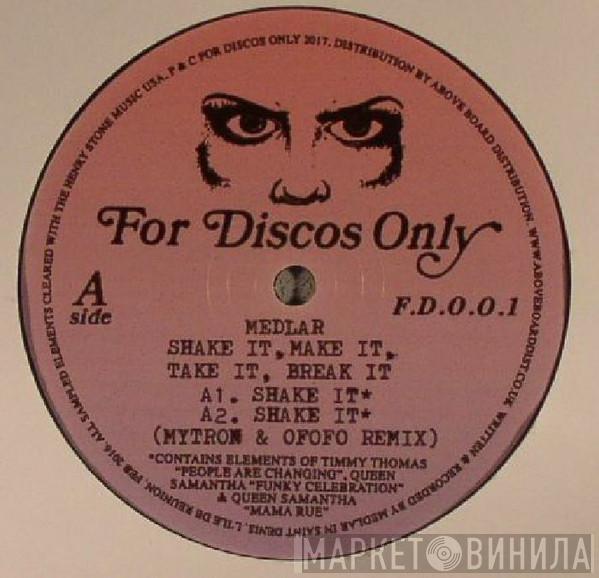 For Discos Only
A
side
F.D.O.O.1
MEDLAR
SHAKE IT, MAKE IT,
TAKE IT, BREAK IT
A1. SHAKE IT*
A2. SHAKE IT*
(MYTRON & OFOFO REMIX)
*CONTAINS ELEMENTS OF TIMMY THOMAS
"PEOPLE ARE CHANGING", QUEEN
SAMANTHA "FUNKY CELEBRATION"
& QUEEN SAMANTHA
"MAMA RUE"
WRITTEN & RECORDED BY MEDLAR IN SAINT DENIS, L'ILE DE REUNION, FEB 2016. ALL SAMPLED ELEMENTS CLEARED WITH THE HENRY STONE MUSIC USA. P & C FOR DISCOS ONLY 2017. DISTRIBUTION BY ABOVE BOARD DISTRIBUTION. WWW.ABOVEBOARDDIST.CO.UK
МАРКЕТ ВИНИЛА